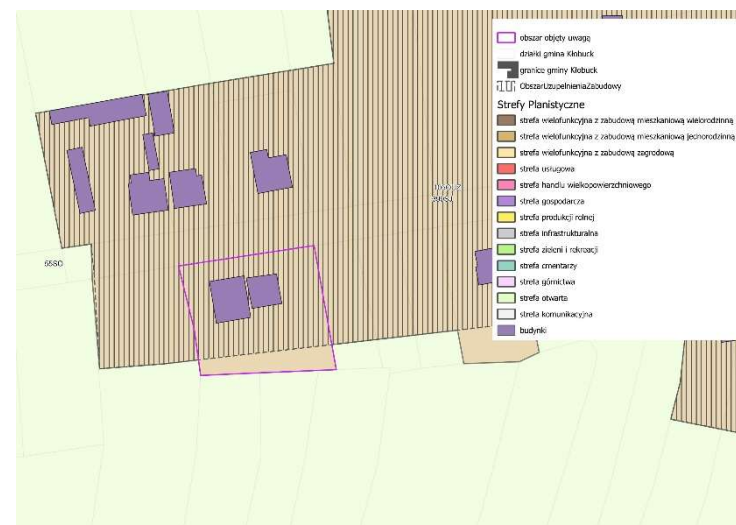 obszar objęty uwagą
działki gmina Kłobuck
granice gminy Kłobuck
ObszarUzupelnieniaZabudowy
Strefy Planistyczne
strefa wielofunkcyjna z zabudową mieszkaniową wielorodzinną
strefa wielofunkcyjna z zabudową mieszkaniową jednorodzinną
strefa wielofunkcyjna z zabudową zagrodową
strefa usługowa
strefa handlu wielkopowierzchniowego
strefa gospodarcza
strefa produkcji rolnej
strefa infrastrukturalna
strefa zieleni i rekreacji
strefa cmentarzy
strefa górnictwa
strefa otwarta
strefa komunikacyjna
budynki